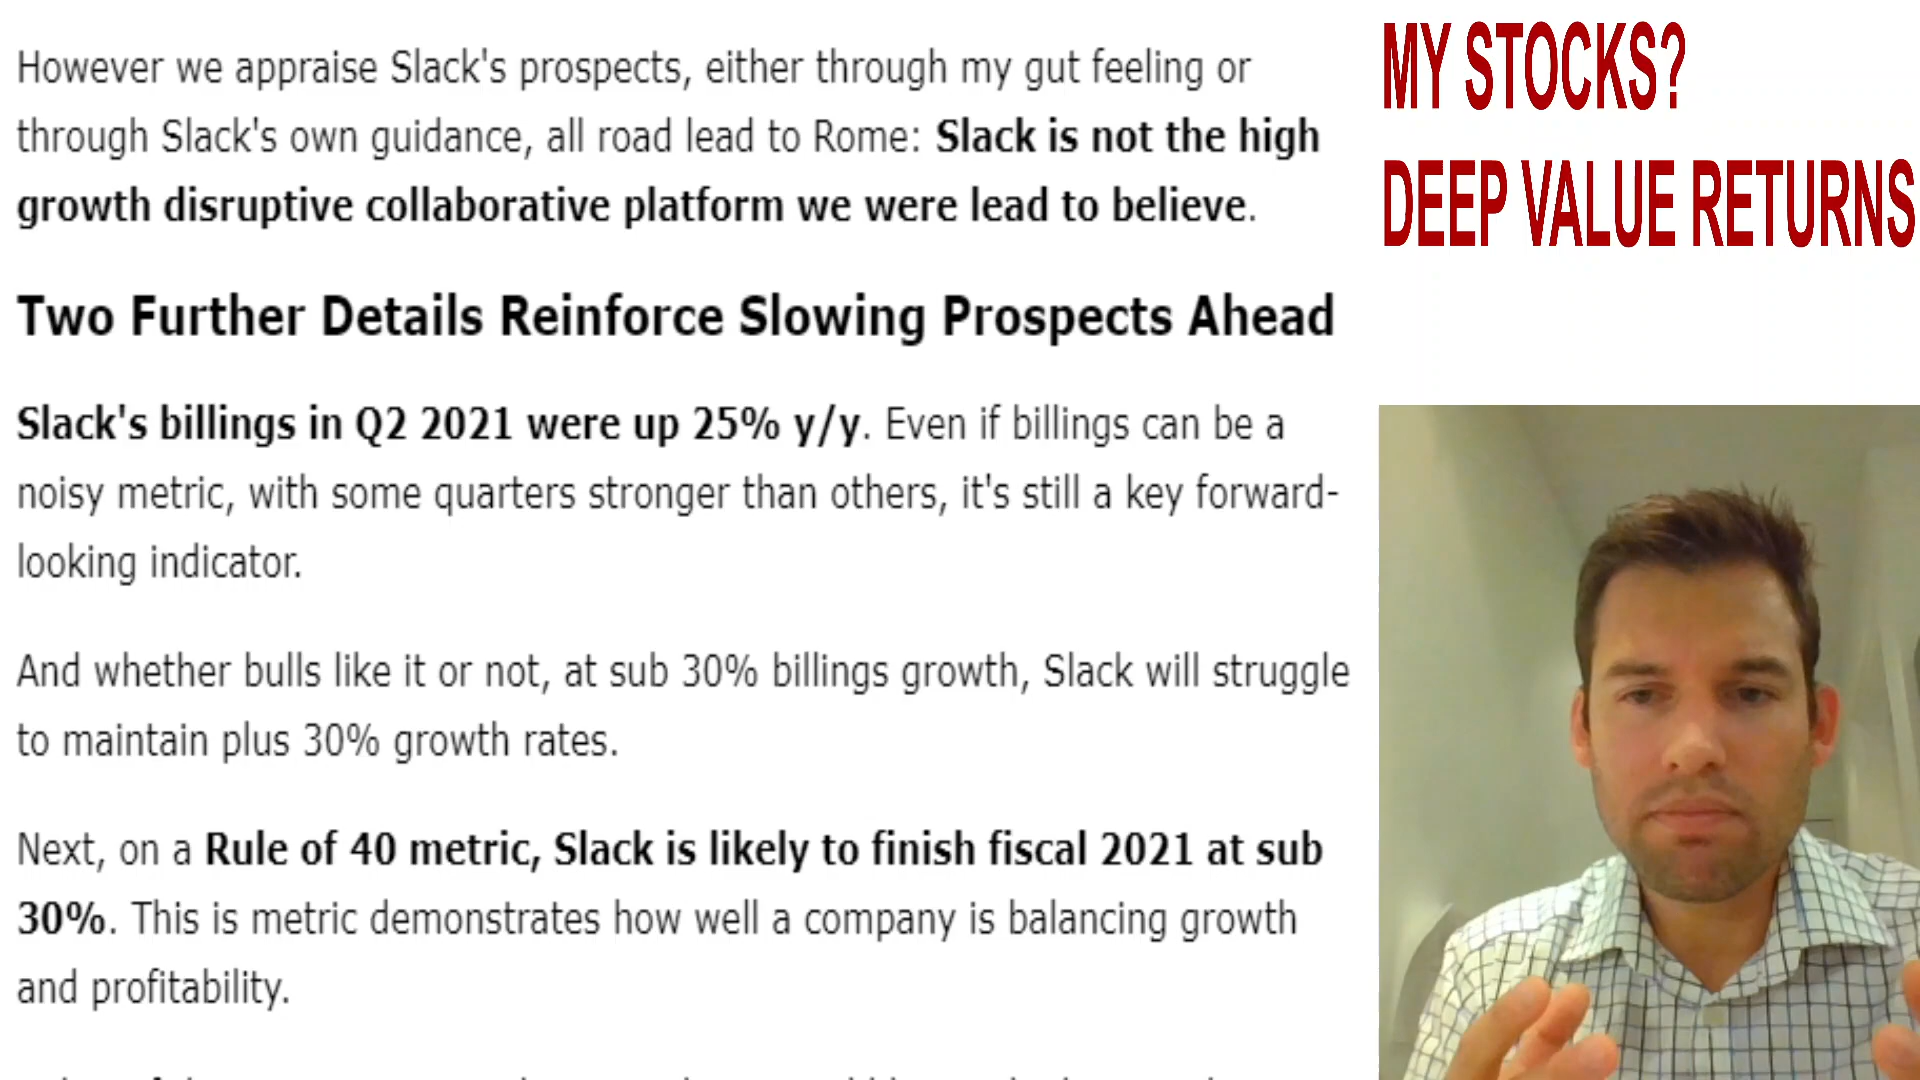 However we appraise Slack's prospects, either through my gut feeling or
through Slack's own guidance, all road lead to Rome: Slack is not the high
growth disruptive collaborative platform we were lead to believe.
Two Further Details Reinforce Slowing Prospects Ahead
Slack's billings in Q2 2021 were up 25% y/y. Even if billings can be a
noisy metric, with some quarters stronger than others, it's still a key forward-
looking indicator.
And whether bulls like it or not, at sub 30% billings growth, Slack will struggle
to maintain plus 30% growth rates.
Next, on a Rule of 40 metric, Slack is likely to finish fiscal 2021 at sub
30%. This is metric demonstrates how well a company is balancing growth
and profitability.
MY STOCKS?
DEEP VALUE RETURNS